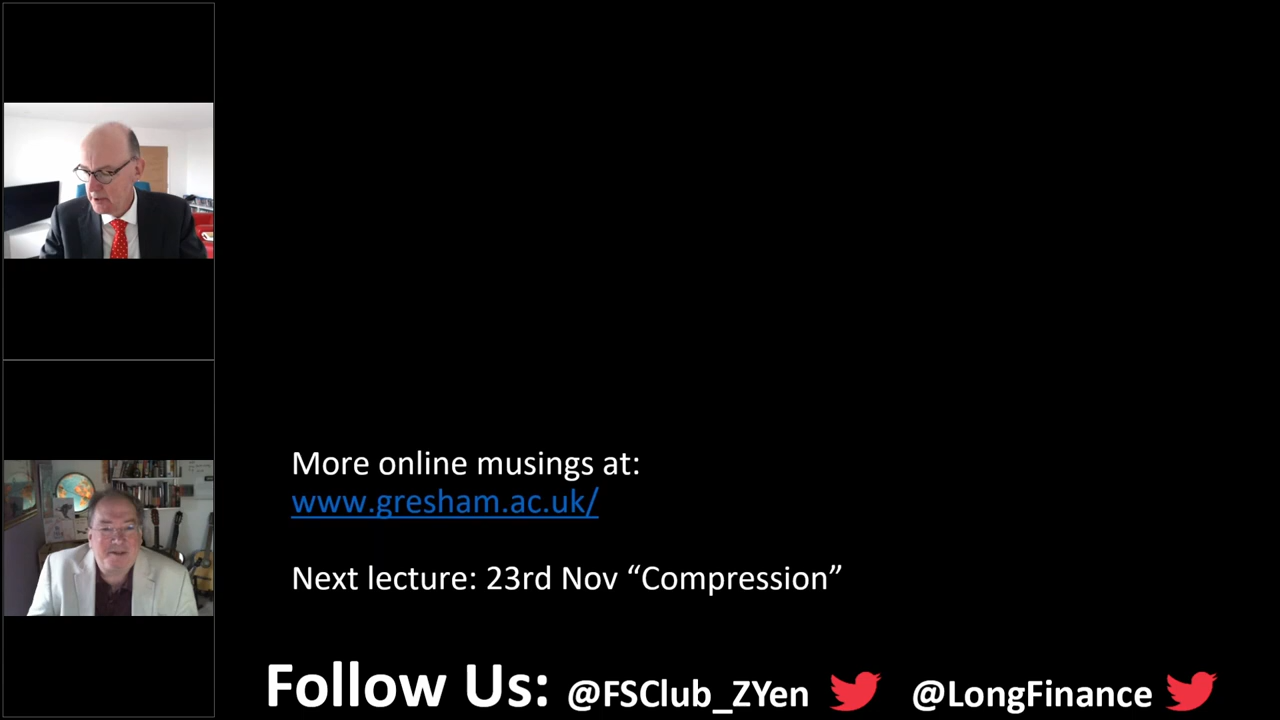 More online musings at:
www.gresham.ac.uk/
Next lecture: 23rd Nov “Compression”
Follow Us: @FSClub_ZYen @LongFinance